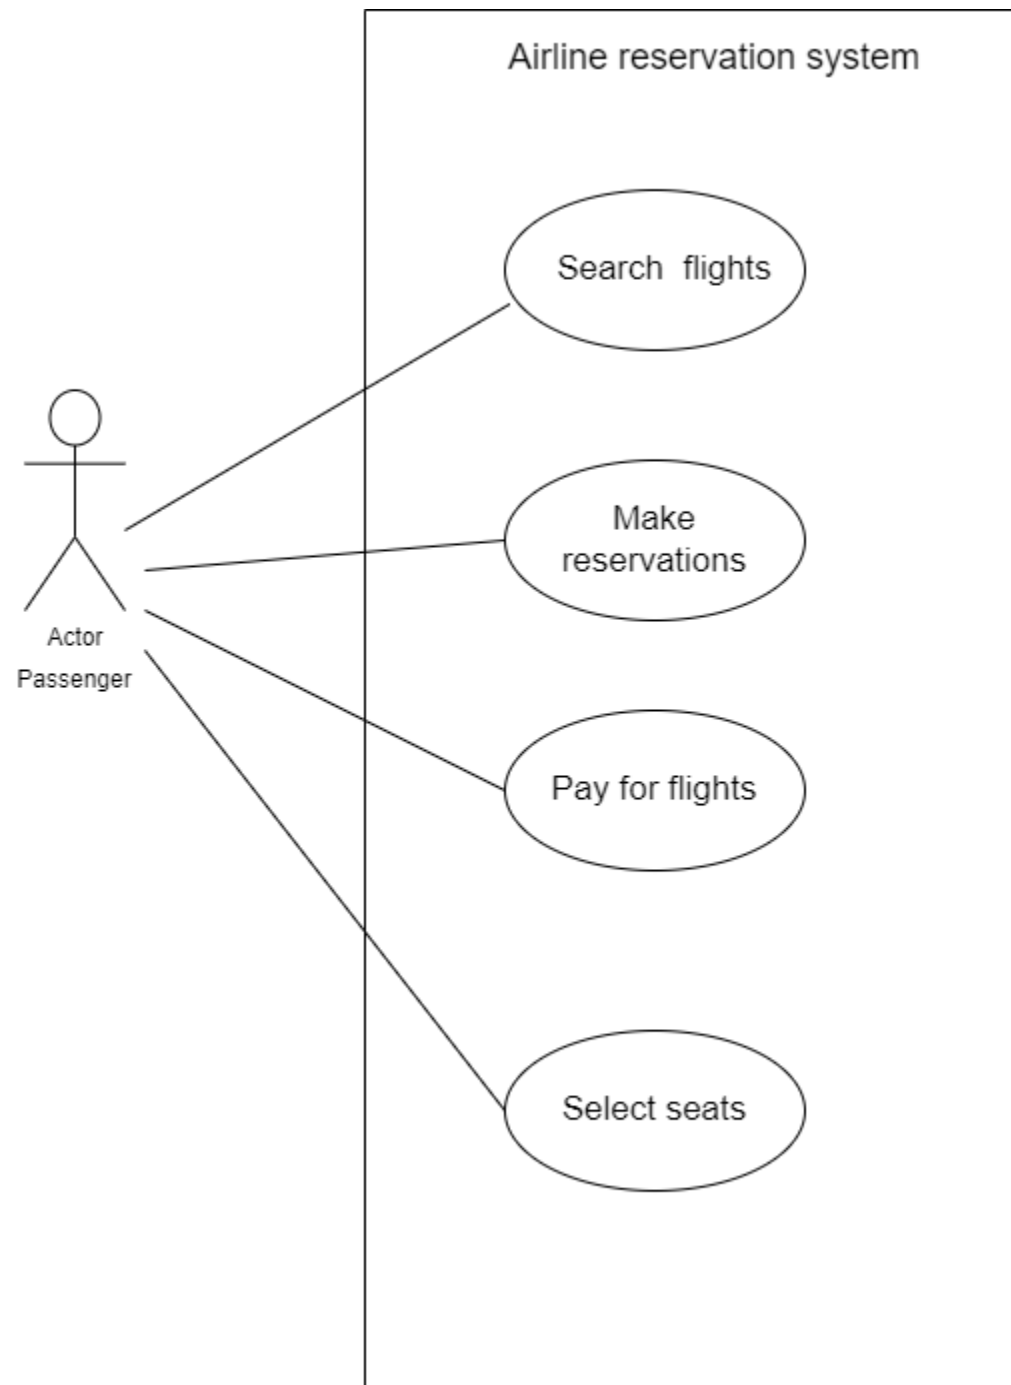 Airline reservation system
Search  flights
Make
reservations
Actor
Passenger
Pay for flights
Select seats